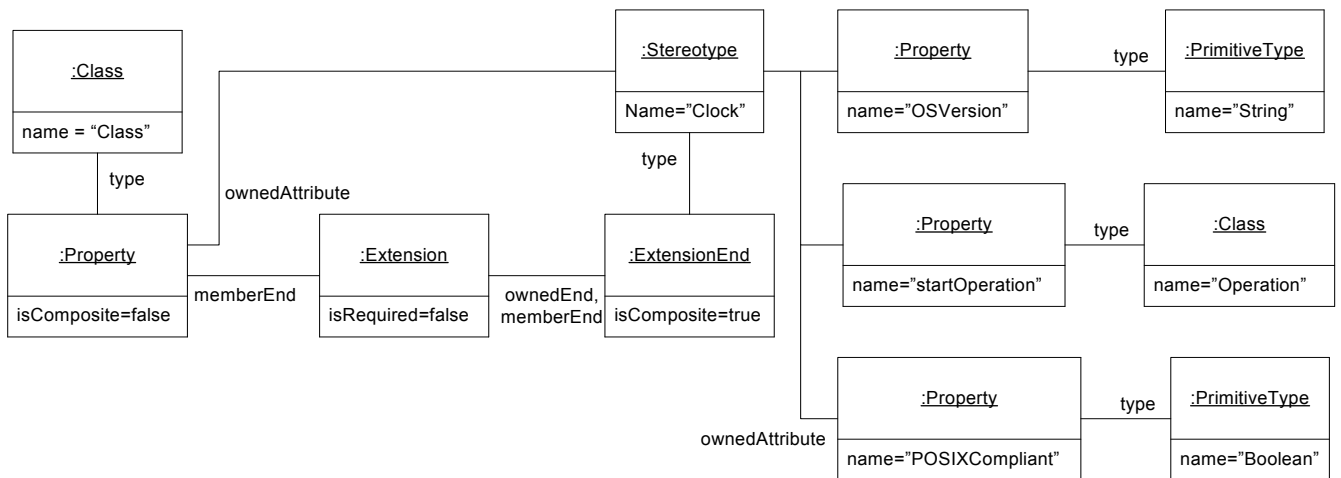 :Class
name = “Class”
type
:Stereotype
Name=”Clock”
type
:Property
name=”OSVersion”
type
:PrimitiveType
name=”String”
ownedAttribute
:Property
isComposite=false
memberEnd
:Extension
isRequired=false
ownedEnd,
memberEnd
:ExtensionEnd
isComposite=true
:Property
name=”startOperation”
type
:Class
name=”Operation”
ownedAttribute
:Property
name=”POSIXCompliant”
type
:PrimitiveType
name=”Boolean”